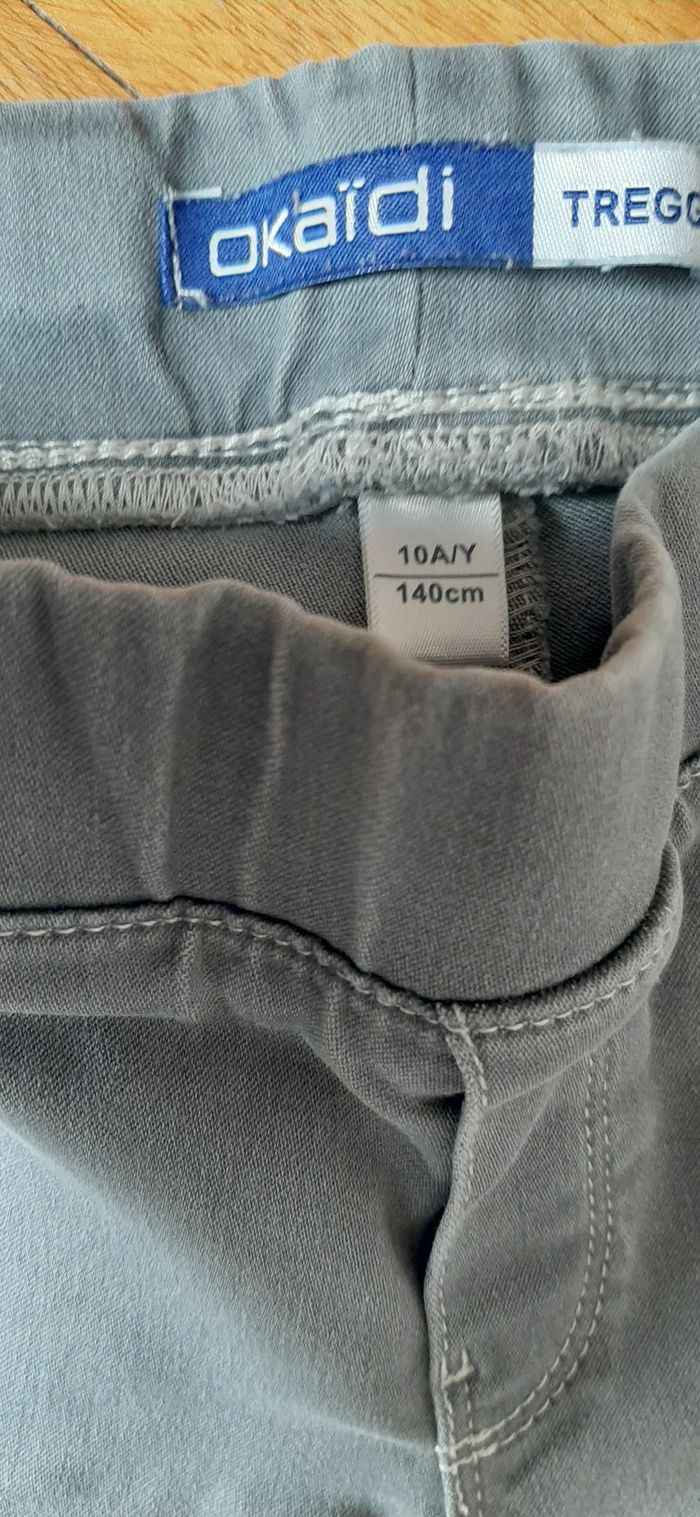 okaïdi
TREGG
10A/Y
140cm